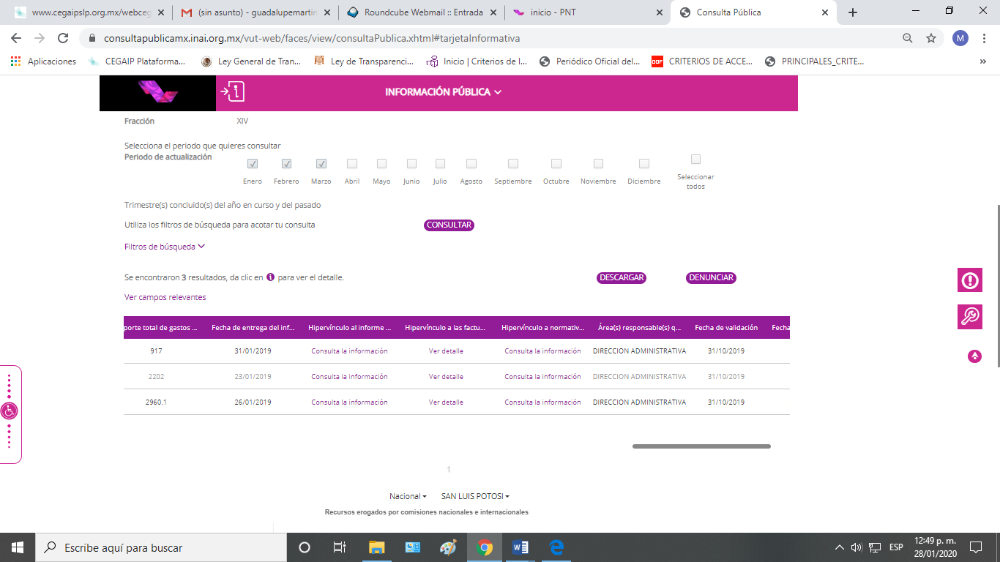 www.cegaipslp.org.mx/webceg
(sin asunto) - guadalupemartin
Roundcube Webmail :: Entrada
inicio - PNT
Consulta Pública
consultapublicamx.inai.org.mx/vut-web/faces/view/consultaPublica.xhtml#tarjetaInformativa
M
Aplicaciones
CEGAIP Plataforma...
Ley General de Tran...
Ley de Transparenci...
Inicio | Criterios de l...
Periódico Oficial del...
DOF
CRITERIOS DE ACCE...
PRINCIPALES_CRITE...
»
INFORMACIÓN PÚBLICA
Fracción XIV
Selecciona el periodo que quieres consultar
Periodo de actualización
Enero Febrero Marzo Abril Mayo Junio Julio Agosto Septiembre Octubre Noviembre Diciembre Seleccionar
todos
Trimestre(s) concluido(s) del año en curso y del pasado
Utiliza los filtros de búsqueda para acotar tu consulta CONSULTAR
Filtros de búsqueda
Se encontraron 3 resultados, da clic en i para ver el detalle. DESCARGAR DENUNCIAR
Ver campos relevantes
porte total de gastos ... Fecha de entrega del inf... Hipervínculo al informe ... Hipervínculo a las factu... Hipervínculo a normativ... Área(s) responsable(s) q... Fecha de validación Fecha
917 31/01/2019 Consulta la información Ver detalle Consulta la información DIRECCION ADMINISTRATIVA 31/10/2019
2202 23/01/2019 Consulta la información Ver detalle Consulta la información DIRECCION ADMINISTRATIVA 31/10/2019
2960.1 26/01/2019 Consulta la información Ver detalle Consulta la información DIRECCION ADMINISTRATIVA 31/10/2019
1
Nacional SAN LUIS POTOSI
Recursos erogados por comisiones nacionales e internacionales
Escribe aquí para buscar
ESP
12:49 p. m.
28/01/2020